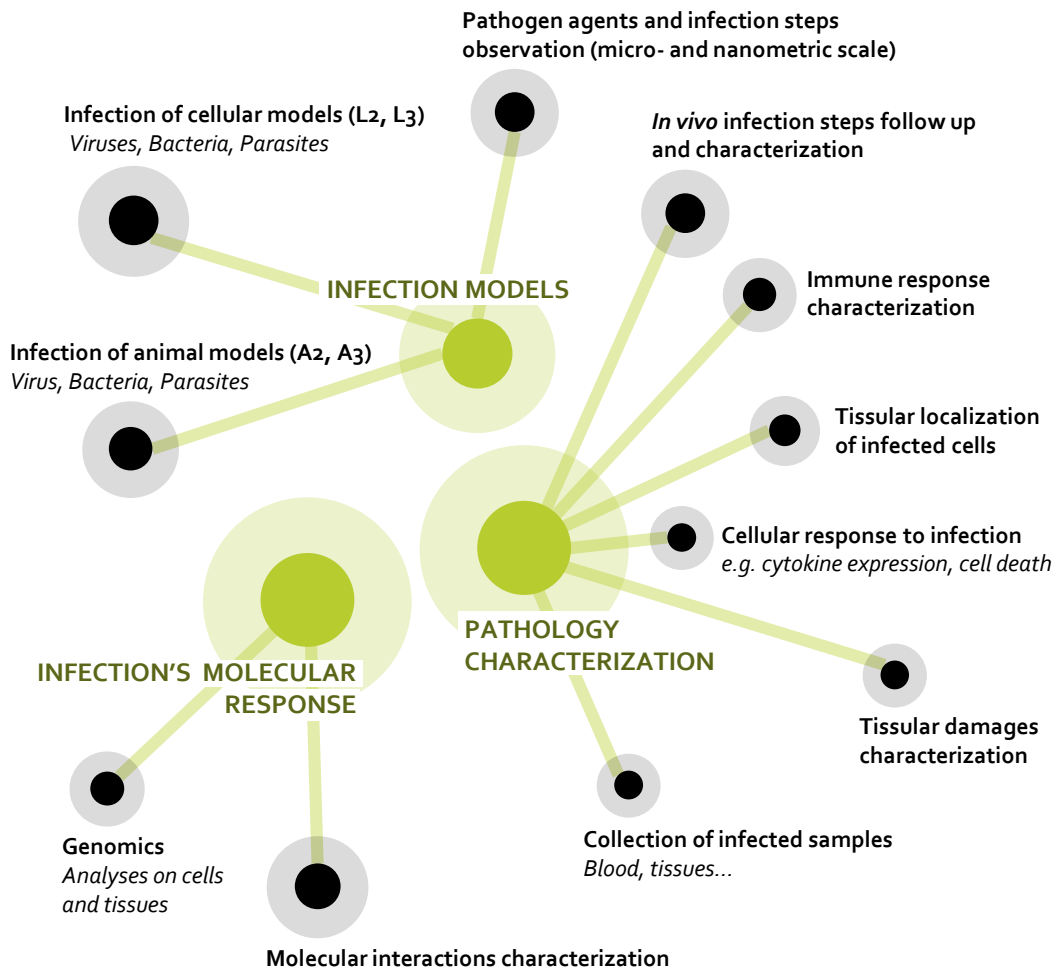 Pathogen agents and infection steps
observation (micro- and nanometric scale)
Infection of cellular models (L2, L3)
Viruses, Bacteria, Parasites
In vivo infection steps follow up
and characterization
Immune response
characterization
INFECTION MODELS
Infection of animal models (A2, A3)
Virus, Bacteria, Parasites
Tissular localization
of infected cells
Cellular response to infection
e.g. cytokine expression, cell death
PATHOLOGY
CHARACTERIZATION
INFECTION'S MOLECULAR
RESPONSE
Tissular damages
characterization
Genomics
Analyses on cells
and tissues
Collection of infected samples
Blood, tissues...
Molecular interactions characterization